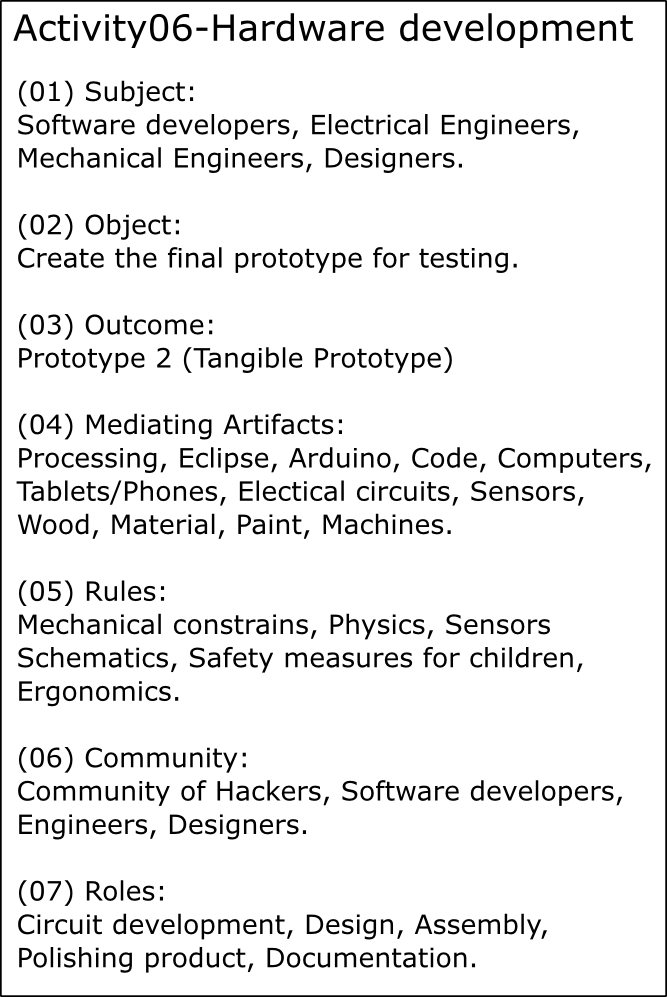 Activity06-Hardware development
(01) Subject:
Software developers, Electrical Engineers,
Mechanical Engineers, Designers.
(02) Object:
Create the final prototype for testing.
(03) Outcome:
Prototype 2 (Tangible Prototype)
(04) Mediating Artifacts:
Processing, Eclipse, Arduino, Code, Computers,
Tablets/Phones, Electical circuits, Sensors,
Wood, Material, Paint, Machines.
(05) Rules:
Mechanical constrains, Physics, Sensors
Schematics, Safety measures for children,
Ergonomics.
(06) Community:
Community of Hackers, Software developers,
Engineers, Designers.
(07) Roles:
Circuit development, Design, Assembly,
Polishing product, Documentation.